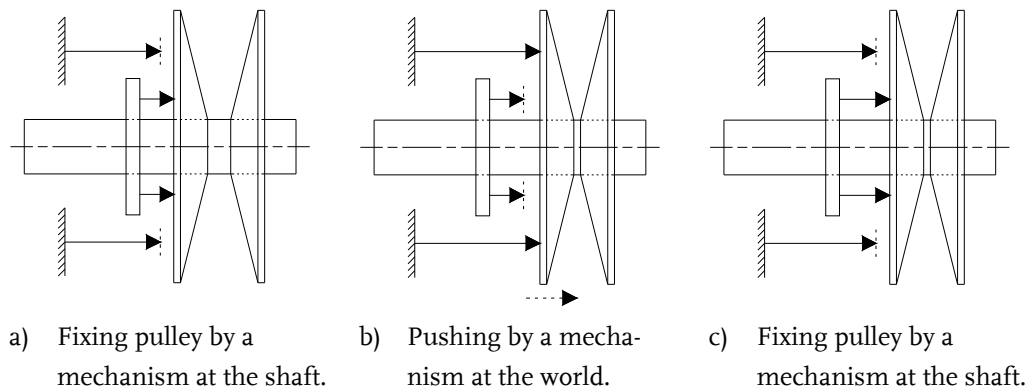 a) Fixing pulley by a
mechanism at the shaft.
b) Pushing by a mecha-
nism at the world.
c) Fixing pulley by a
mechanism at the shaft.